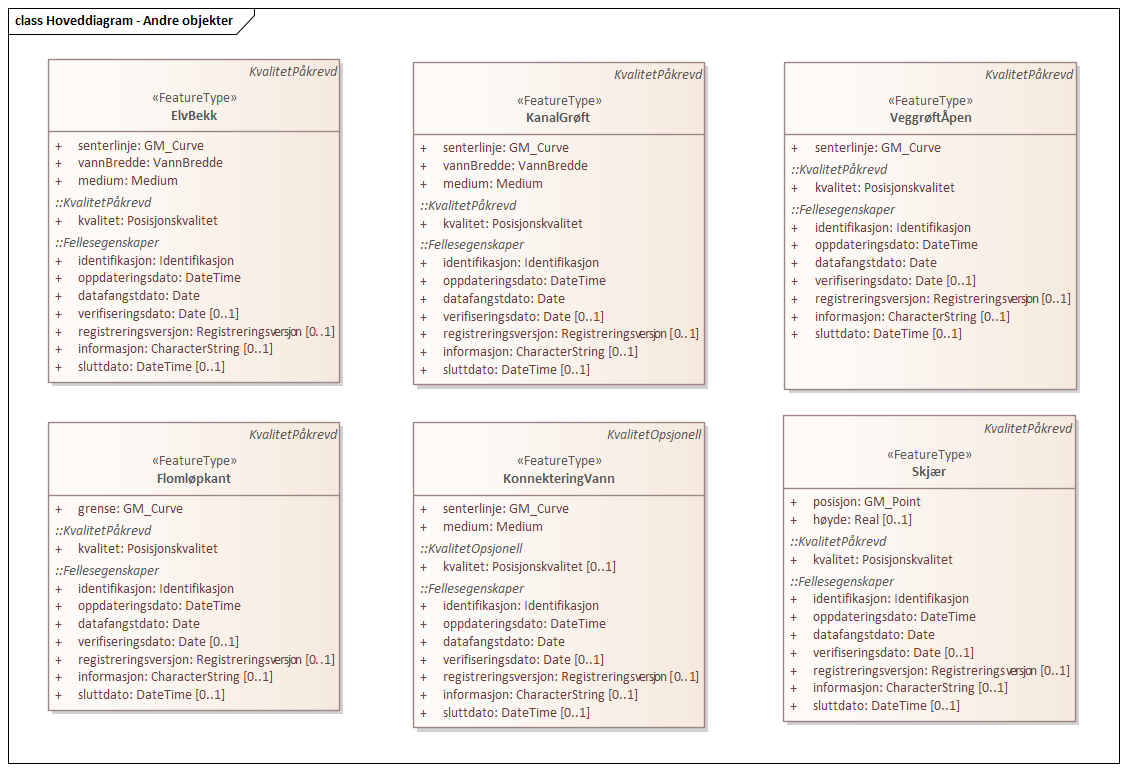 class Hoveddiagram - Andre objekter
KvalitetPåkrevd
«FeatureType»
ElvBekk
+ senterlinje: GM_Curve
+ vannBredde: VannBredde
+ medium: Medium
::KvalitetPåkrevd
+ kvalitet: Posisjonskvalitet
::Fellesegenskaper
+ identifikasjon: Identifikasjon
+ oppdateringsdato: DateTime
+ datafangstdato: Date
+ verifiseringsdato: Date [0..1]
+ registreringsversjon: Registreringsversjon [0..1]
+ informasjon: CharacterString [0..1]
+ sluttdato: DateTime [0..1]
KvalitetPåkrevd
«FeatureType»
KanalGrøft
+ senterlinje: GM_Curve
+ vannBredde: VannBredde
+ medium: Medium
::KvalitetPåkrevd
+ kvalitet: Posisjonskvalitet
::Fellesegenskaper
+ identifikasjon: Identifikasjon
+ oppdateringsdato: DateTime
+ datafangstdato: Date
+ verifiseringsdato: Date [0..1]
+ registreringsversjon: Registreringsversjon [0..1]
+ informasjon: CharacterString [0..1]
+ sluttdato: DateTime [0..1]
KvalitetPåkrevd
«FeatureType»
VeggrøftÅpen
+ senterlinje: GM_Curve
::KvalitetPåkrevd
+ kvalitet: Posisjonskvalitet
::Fellesegenskaper
+ identifikasjon: Identifikasjon
+ oppdateringsdato: DateTime
+ datafangstdato: Date
+ verifiseringsdato: Date [0..1]
+ registreringsversjon: Registreringsversjon [0..1]
+ informasjon: CharacterString [0..1]
+ sluttdato: DateTime [0..1]
KvalitetPåkrevd
«FeatureType»
Flomløpkant
+ grense: GM_Curve
::KvalitetPåkrevd
+ kvalitet: Posisjonskvalitet
::Fellesegenskaper
+ identifikasjon: Identifikasjon
+ oppdateringsdato: DateTime
+ datafangstdato: Date
+ verifiseringsdato: Date [0..1]
+ registreringsversjon: Registreringsversjon [0..1]
+ informasjon: CharacterString [0..1]
+ sluttdato: DateTime [0..1]
KvalitetOpsjonell
«FeatureType»
KonnekteringVann
+ senterlinje: GM_Curve
+ medium: Medium
::KvalitetOpsjonell
+ kvalitet: Posisjonskvalitet [0..1]
::Fellesegenskaper
+ identifikasjon: Identifikasjon
+ oppdateringsdato: DateTime
+ datafangstdato: Date
+ verifiseringsdato: Date [0..1]
+ registreringsversjon: Registreringsversjon [0..1]
+ informasjon: CharacterString [0..1]
+ sluttdato: DateTime [0..1]
KvalitetPåkrevd
«FeatureType»
Skjær
+ posisjon: GM_Point
+ høyde: Real [0..1]
::KvalitetPåkrevd
+ kvalitet: Posisjonskvalitet
::Fellesegenskaper
+ identifikasjon: Identifikasjon
+ oppdateringsdato: DateTime
+ datafangstdato: Date
+ verifiseringsdato: Date [0..1]
+ registreringsversjon: Registreringsversjon [0..1]
+ informasjon: CharacterString [0..1]
+ sluttdato: DateTime [0..1]